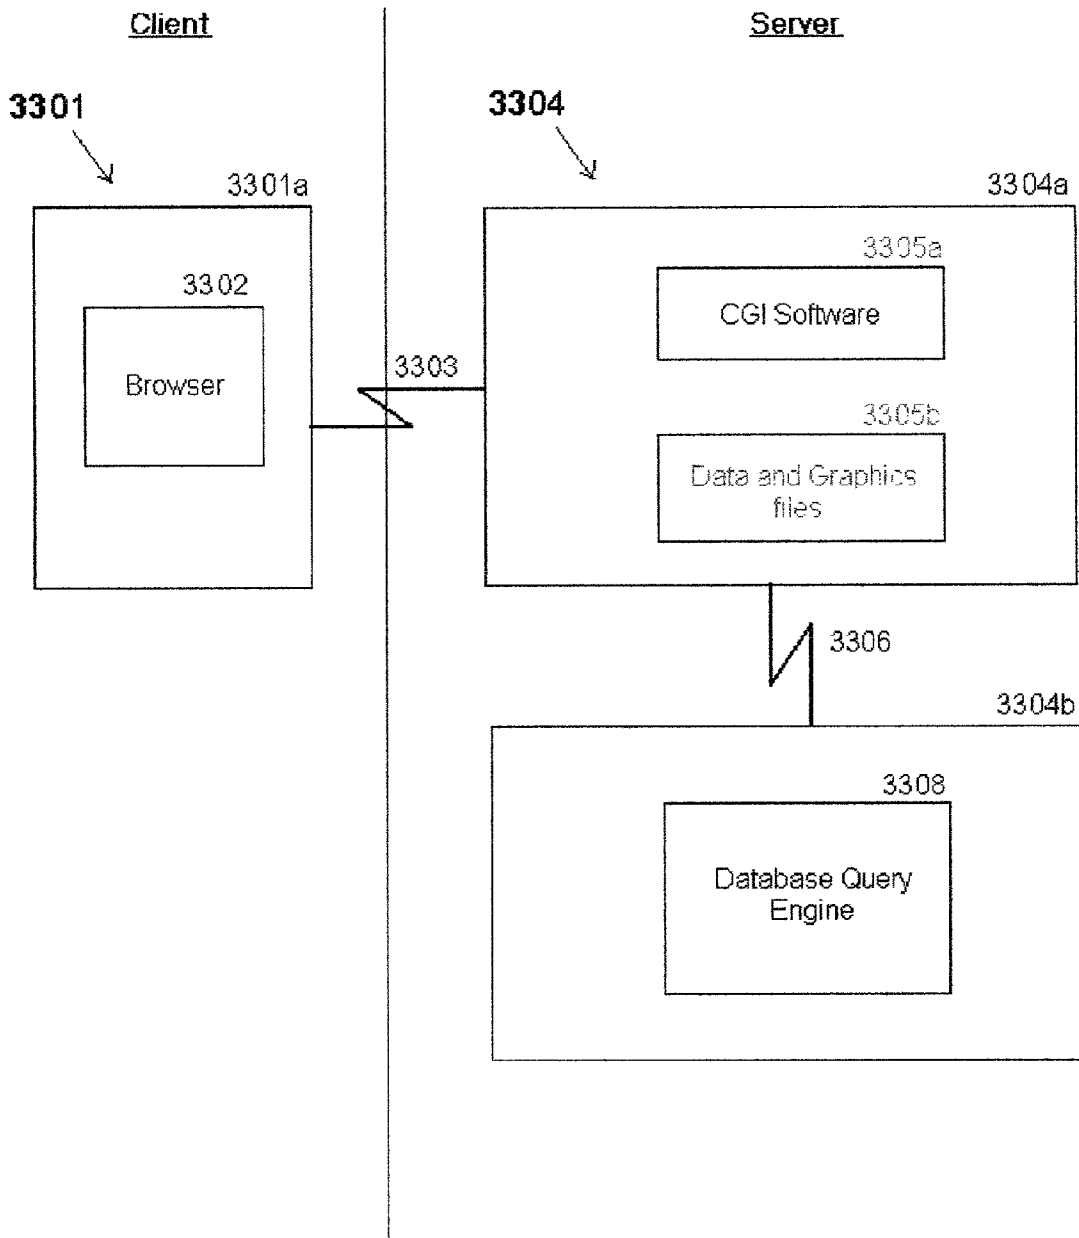 Client
Server
3301
3304
3301a
3304a
3302
3305a
Browser
CGI Software
3303
3305b
Data and Graphics
files
3306
3304b
3308
Database Query
Engine